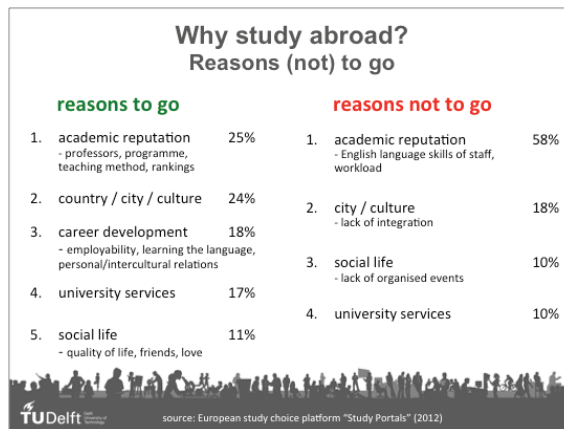 Why study abroad?
Reasons (not) to go
reasons to go
1. academic reputation 25%
- professors, programme,
teaching method, rankings
2. country / city / culture 24%
3. career development 18%
- employability, learning the language,
personal/intercultural relations
4. university services 17%
5. social life 11%
- quality of life, friends, love
reasons not to go
1. academic reputation 58%
- English language skills of staff,
workload
2. city / culture 18%
- lack of integration
3. social life 10%
- lack of organised events
4. university services 10%
TUDelft
Delft
University of
Technology
source: European study choice platform "Study Portals" (2012)